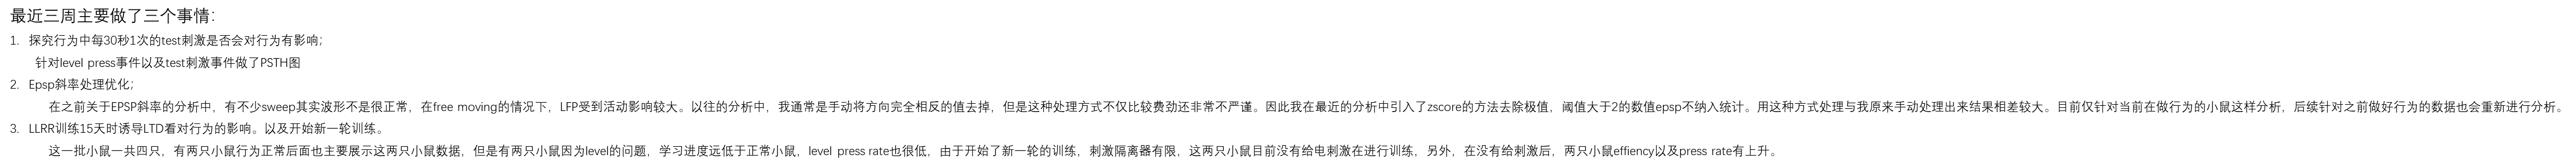 最近三周主要做了三个事情：
1. 探究行为中每30秒1次的test刺激是否会对行为有影响；
针对level press事件以及test刺激事件做了PSTH图
2. Epsp斜率处理优化；
在之前关于EPSP斜率的分析中，有不少sweep其实波形不是很正常，在free moving的情况下，LFP受到活动影响较大。以往的分析中，我通常是手动将方向完全相反的值去掉，但是这种处理方式不仅比较费劲还非常不严谨。因此我在最近的分析中引入了zscore的方法去除极值，阈值大于2的数值epsp不纳入统计。用这种方式处理与我原来手动处理出来结果相差较大。目前仅针对当前在做行为的小鼠这样分析，后续针对之前做好行为的数据也会重新进行分析。
3. LLRR训练15天时诱导LTD看对行为的影响。以及开始新一轮训练。
这一批小鼠一共四只，有两只小鼠行为正常后面也主要展示这两只小鼠数据，但是有两只小鼠因为level的问题，学习进度远低于正常小鼠，level press rate也很低，由于开始了新一轮的训练，刺激隔离器有限，这两只小鼠目前没有给电刺激在进行训练，另外，在没有给刺激后，两只小鼠effiency以及press rate有上升。